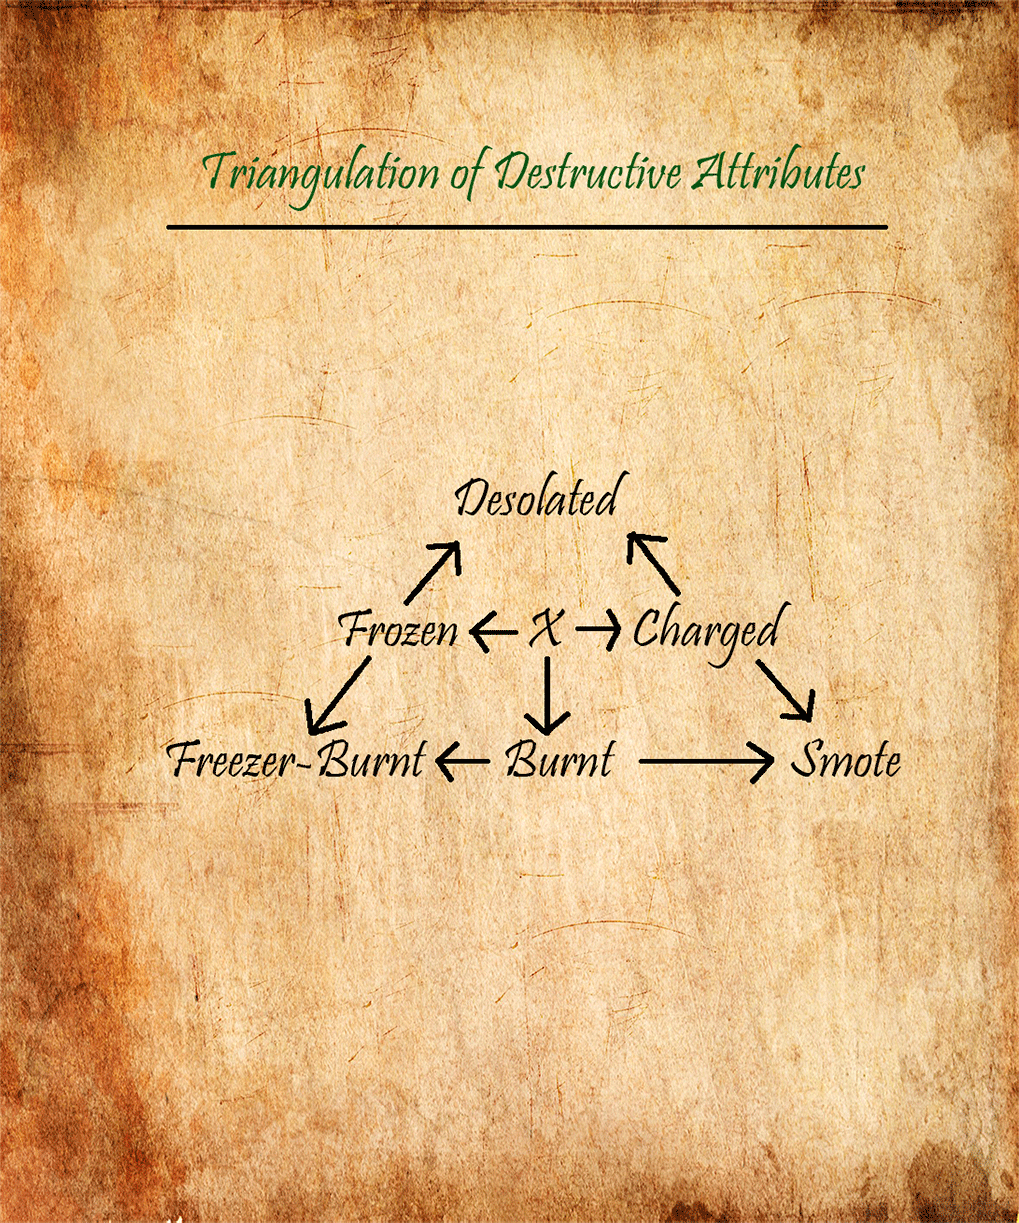 Triangulation of Destructive Attributes
Desolated
Frozen X Charged
Freezer-Burnt Burnt Smote